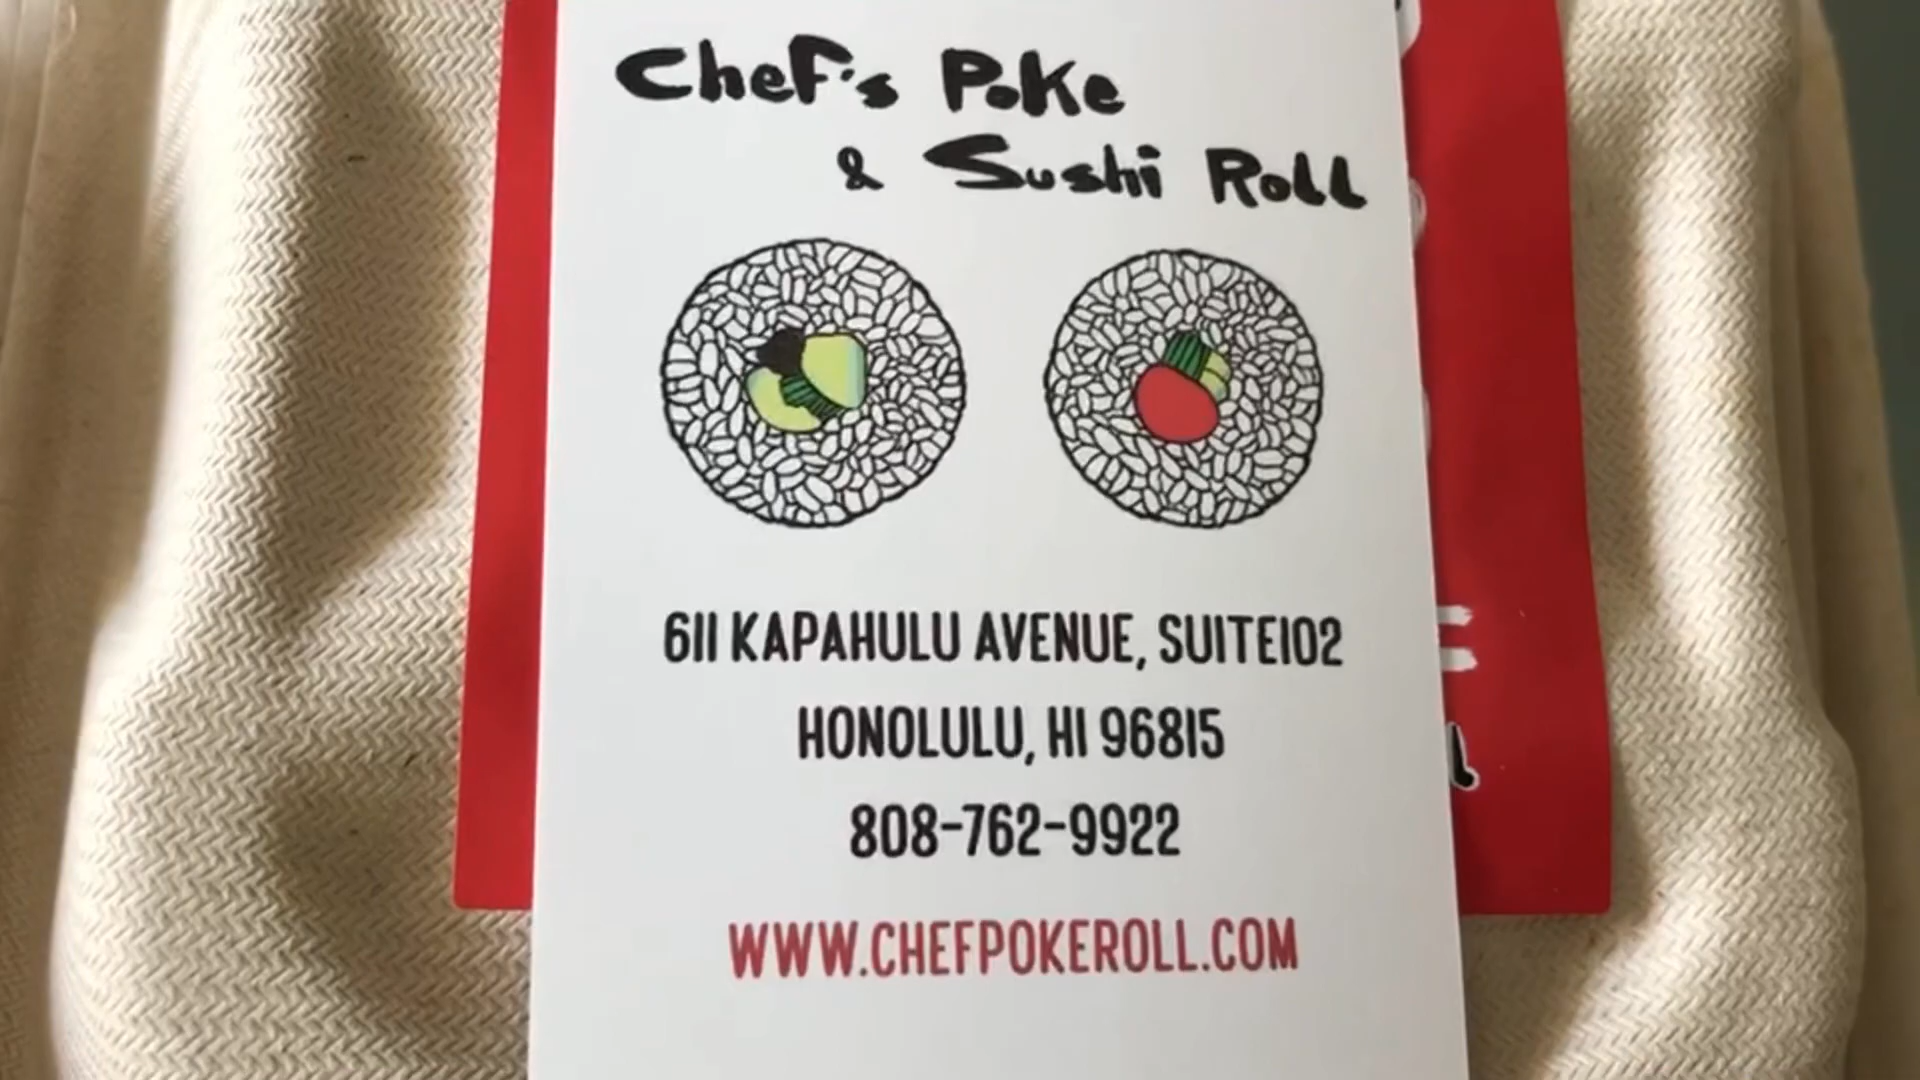 Chef's Poke
& Sushi Roll
611 KAPAHULU AVENUE, SUITE102
HONOLULU, HI 96815
808-762-9922
WWW.CHEFPOKEROLL.COM